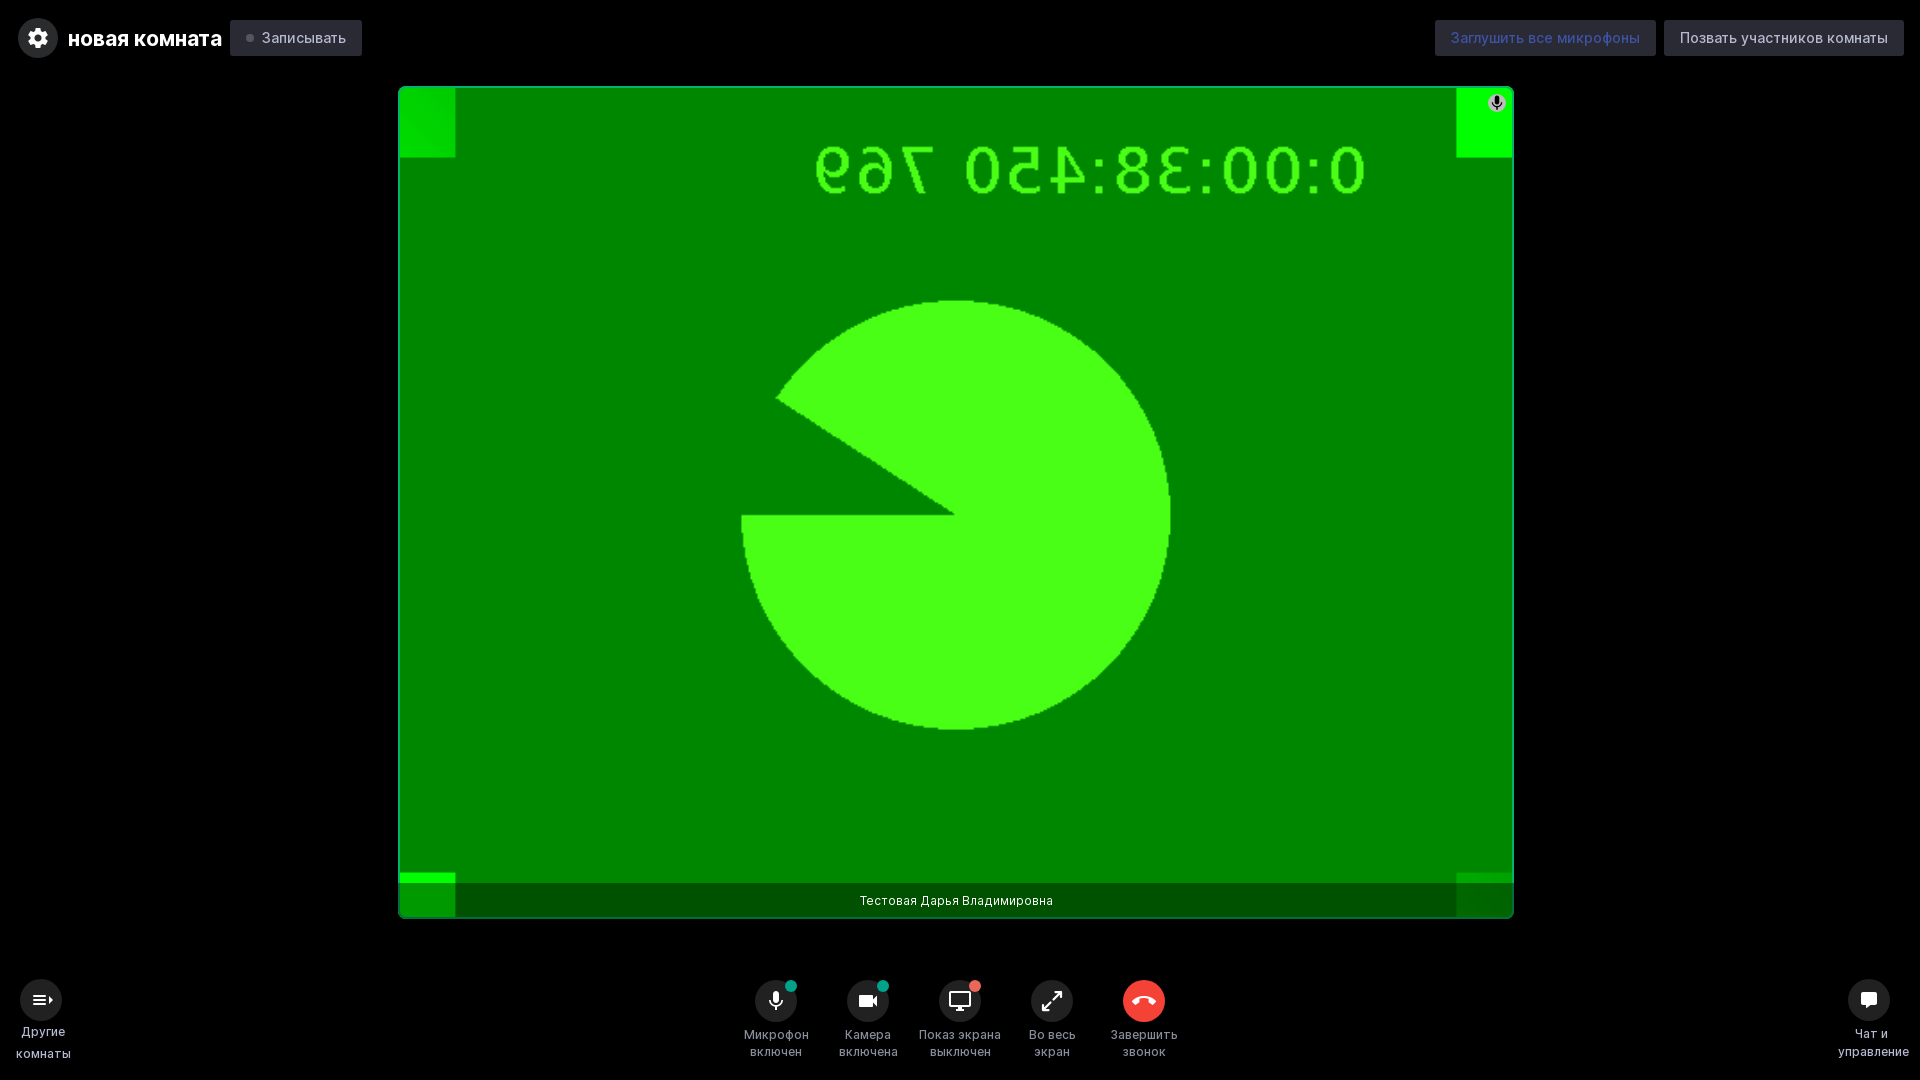 новая комната
Записывать
Заглушить все микрофоны
Позвать участников комнаты
0:00:38:450 769
Тестовая Дарья Владимировна
Другие
комнаты
Микрофон
включен
Камера
включена
Показ экрана
выключен
Во весь
экран
Завершить
звонок
Чат и
управление